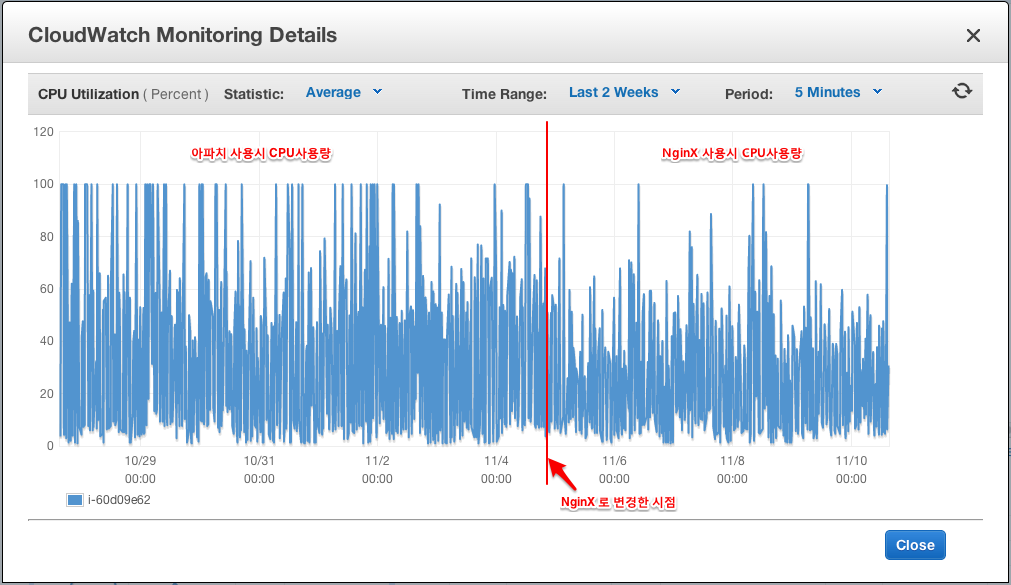 CloudWatch Monitoring Details
CPU Utilization ( Percent ) Statistic: Average Time Range: Last 2 Weeks Period: 5 Minutes
120
아파치 사용시 CPU사용량
NginX 사용시 CPU사용량
100
80
60
40
20
0
10/29 10/31 11/2 11/4 11/6 11/8 11/10
00:00 00:00 00:00 00:00 00:00 00:00 00:00
i-60d09e62
NginX 로 변경한 시점
Close